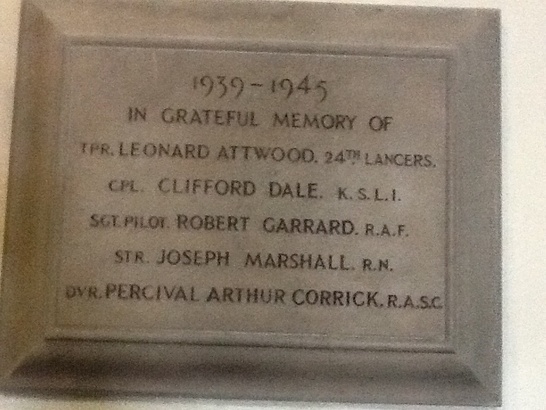 1939-1945
IN GRATEFUL MEMORY OF
TPR. LEONARD ATTWOOD. 24TH LANCERS.
CPL. CLIFFORD DALE. K.S.L.I.
SGT. PILOT. ROBERT GARRARD. R.A.F.
STR. JOSEPH MARSHALL. R.N.
DVR. PERCIVAL ARTHUR CORRICK. R.A.S.C.